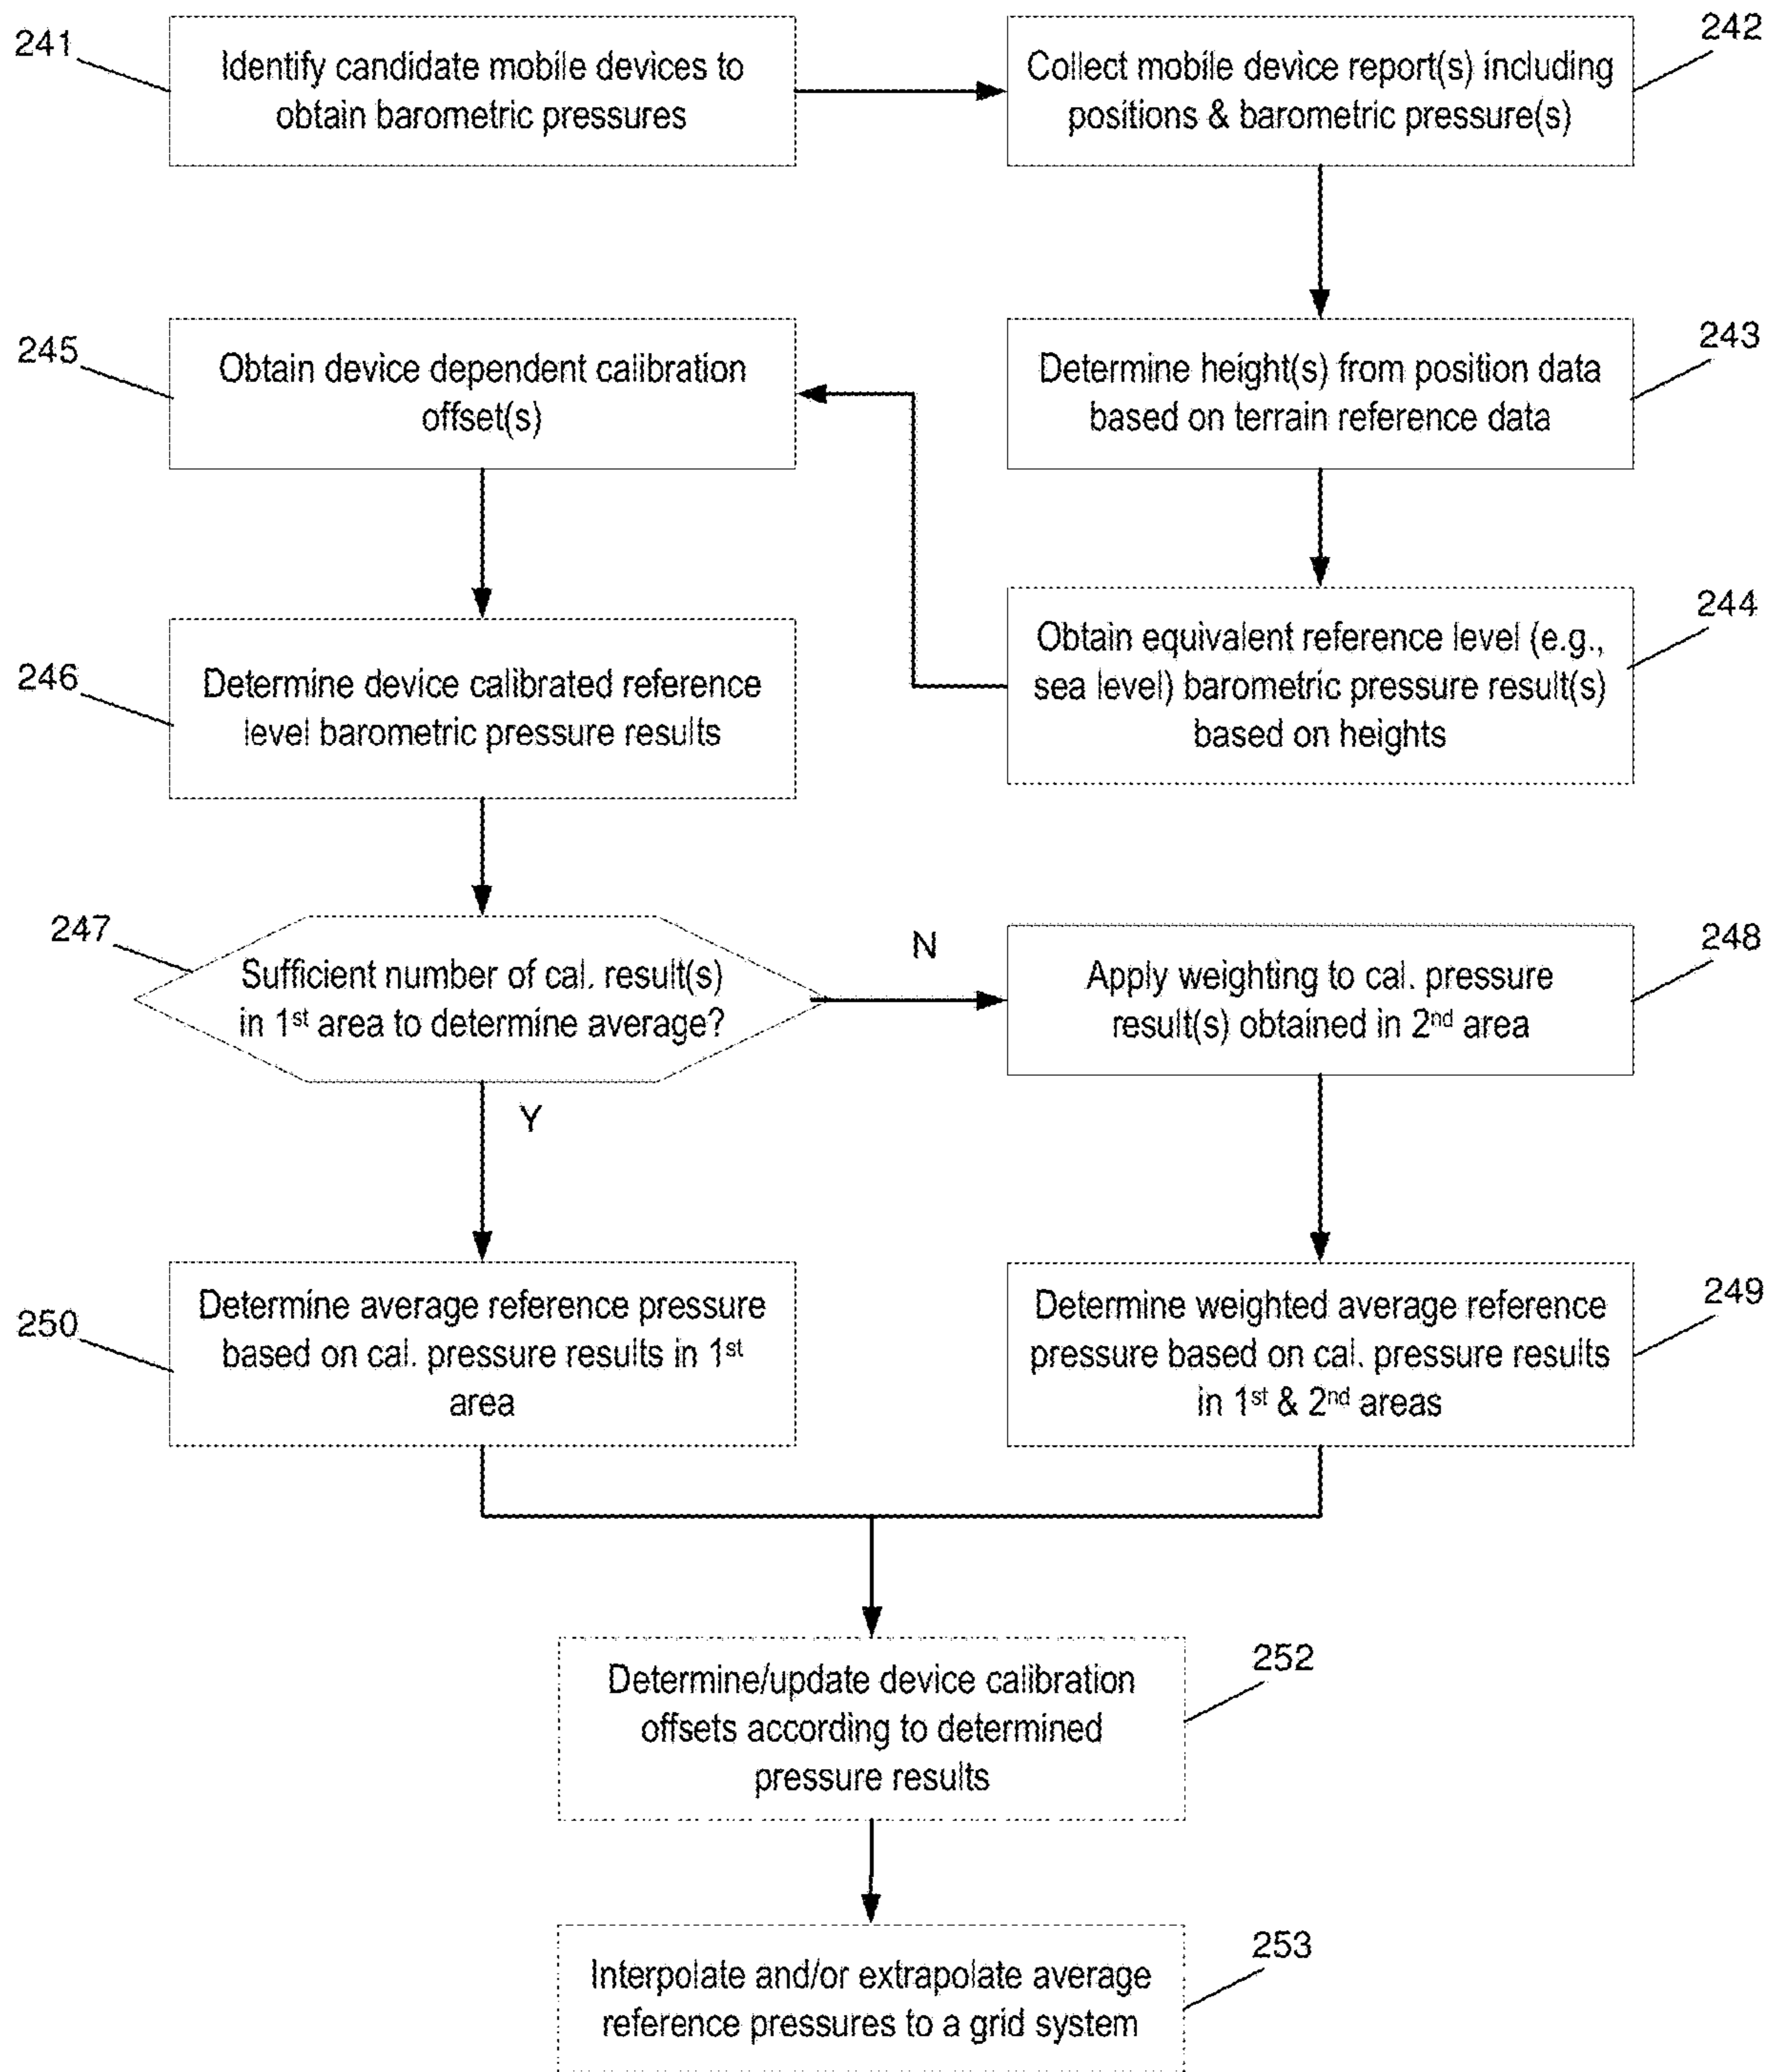 241
Identify candidate mobile devices to
obtain barometric pressures
242
Collect mobile device report(s) including
positions & barometric pressure(s)
243
Determine height(s) from position data
based on terrain reference data
244
Obtain equivalent reference level (e.g.,
sea level) barometric pressure result(s)
based on heights
245
Obtain device dependent calibration
offset(s)
246
Determine device calibrated reference
level barometric pressure results
247
Sufficient number of cal. result(s)
in 1st area to determine average?
N
Y
248
Apply weighting to cal. pressure
result(s) obtained in 2nd area
249
Determine weighted average reference
pressure based on cal. pressure results
in 1st & 2nd areas
250
Determine average reference pressure
based on cal. pressure results in 1st
area
252
Determine/update device calibration
offsets according to determined
pressure results
253
Interpolate and/or extrapolate average
reference pressures to a grid system